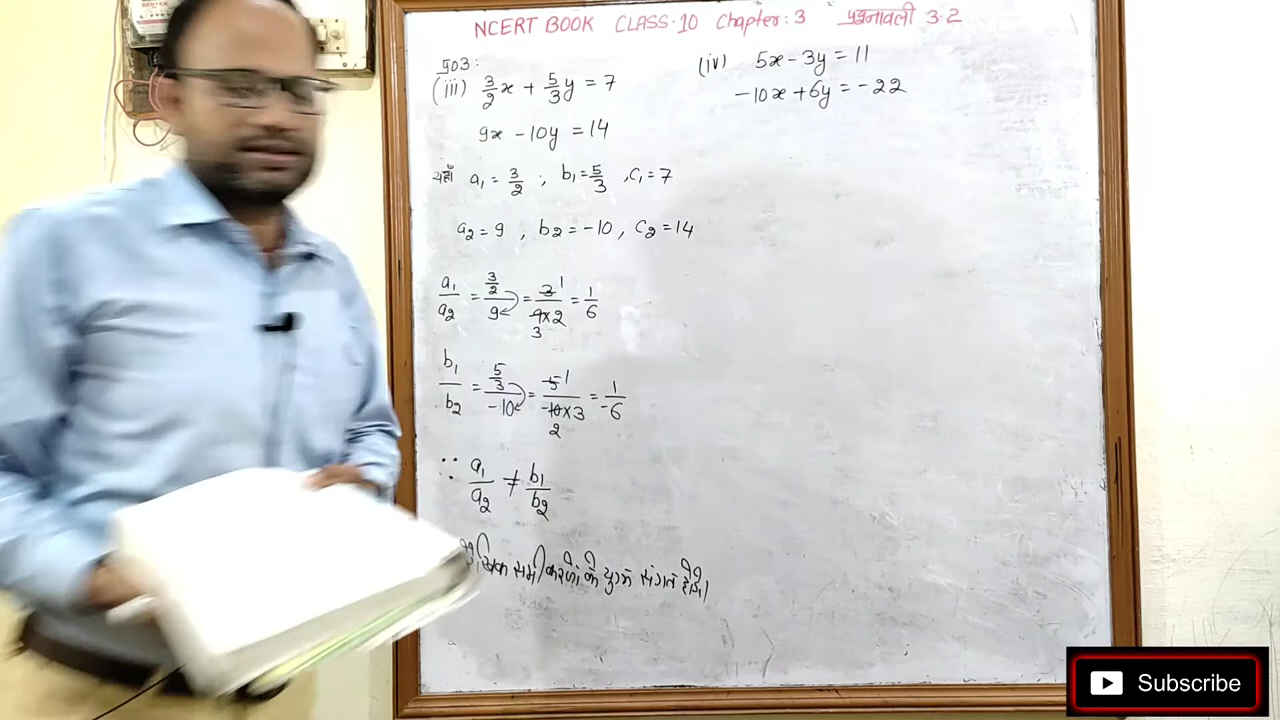 NCERT BOOK CLASS-10 Chapter: 3 प्रश्नावली 3.2
प्र03:
(iii) 3/2 x + 5/3 y = 7
9x - 10y = 14
यहाँ a₁ = 3/2 ; b₁ = 5/3 , c₁ = 7
a₂ = 9 , b₂ = -10 , c₂ = 14
a₁/a₂ = (3/2)/9 = 3/(9×2) = 1/6
b₁/b₂ = (5/3)/-10 = 5/(-10×3) = 1/-6
∵ a₁/a₂ ≠ b₁/b₂
समीकरणों के युग्म संगत होंगे।
(iv) 5x - 3y = 11
-10x + 6y = -22
Subscribe